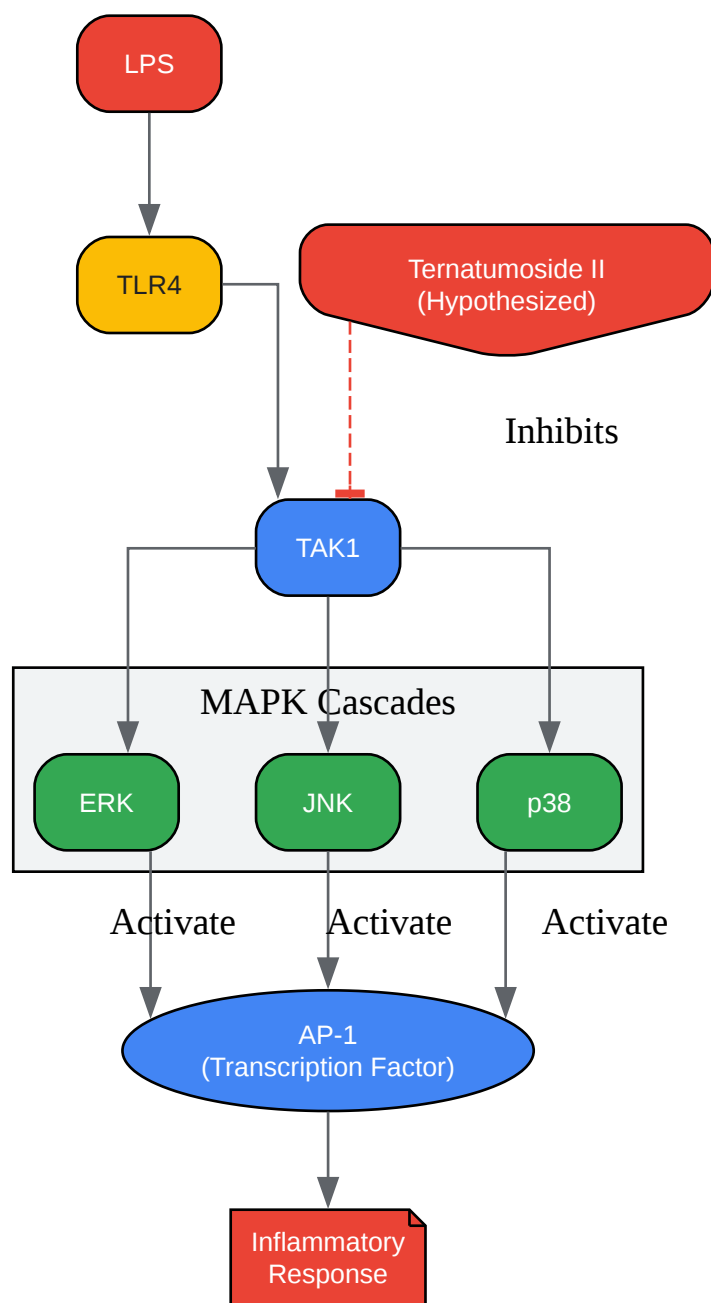 LPS
TLR4
Ternatumoside II
(Hypothesized)
Inhibits
TAK1
MAPK Cascades
ERK
JNK
p38
Activate
Activate
Activate
AP-1
(Transcription Factor)
Inflammatory
Response